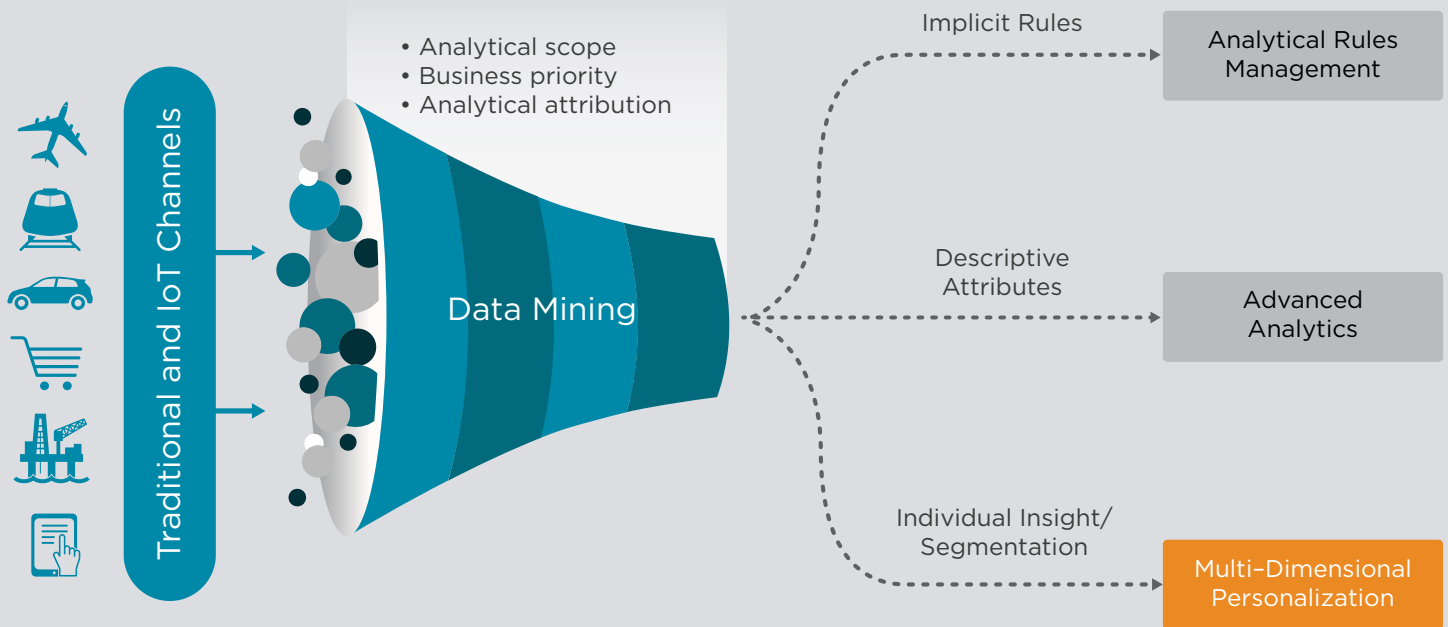 Traditional and IoT Channels
• Analytical scope
• Business priority
• Analytical attribution
Data Mining
Implicit Rules
Analytical Rules
Management
Descriptive
Attributes
Advanced
Analytics
Individual Insight/
Segmentation
Multi–Dimensional
Personalization